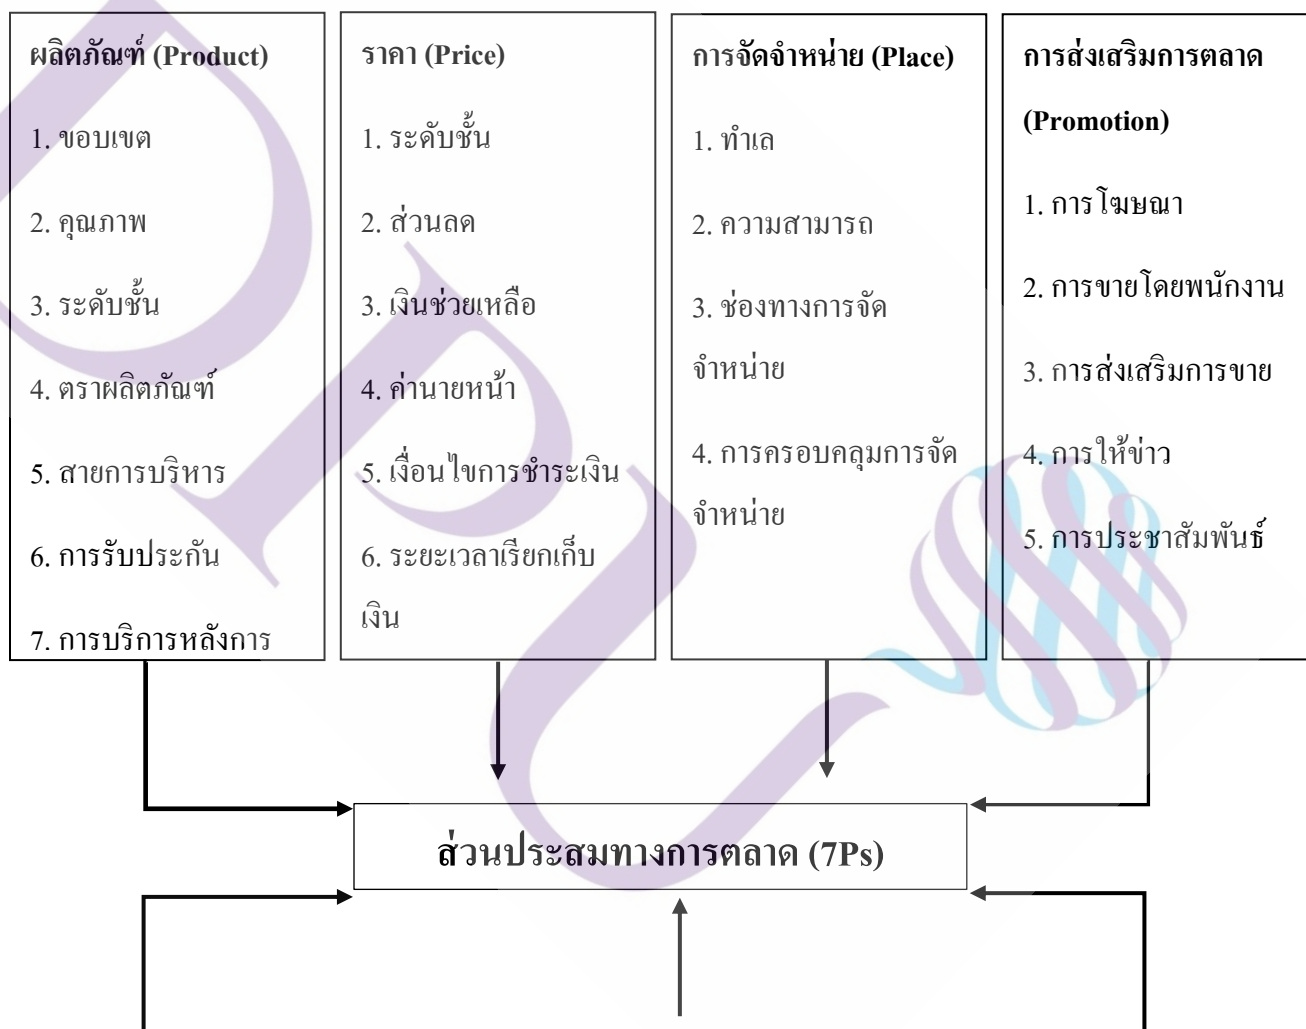 ผลิตภัณฑ์ (Product)
1. ขอบเขต
2. คุณภาพ
3. ระดับชั้น
4. ตราผลิตภัณฑ์
5. สายการบริหาร
6. การรับประกัน
7. การบริการหลังการ
ราคา (Price)
1. ระดับชั้น
2. ส่วนลด
3. เงินช่วยเหลือ
4. ค่านายหน้า
5. เงื่อนไขการชำระเงิน
6. ระยะเวลาเรียกเก็บ
เงิน
การจัดจำหน่าย (Place)
1. ทำเล
2. ความสามารถ
3. ช่องทางการจัด
จำหน่าย
4. การครอบคลุมการจัด
จำหน่าย
การส่งเสริมการตลาด
(Promotion)
1. การโฆษณา
2. การขายโดยพนักงาน
3. การส่งเสริมการขาย
4. การให้ข่าว
5. การประชาสัมพันธ์
ส่วนประสมทางการตลาด (7Ps)
DPU